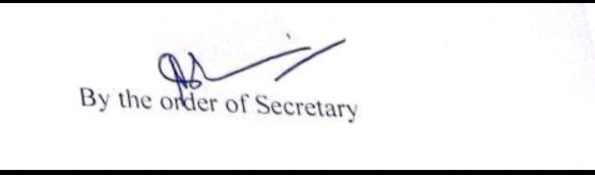 By the order of Secretary